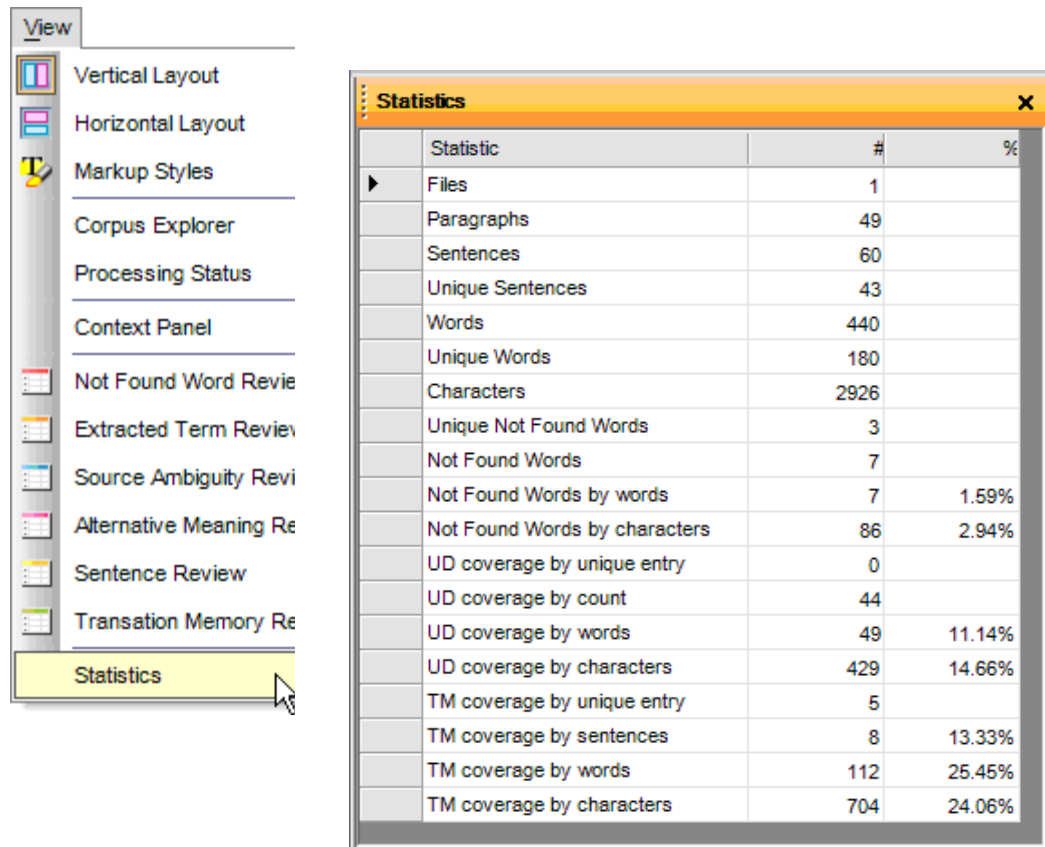 View
Vertical Layout
Horizontal Layout
Markup Styles
Corpus Explorer
Processing Status
Context Panel
Not Found Word Revie
Extracted Term Review
Source Ambiguity Revi
Alternative Meaning Re
Sentence Review
Transation Memory Re
Statistics
Statistics
Statistic # %
Files 1
Paragraphs 49
Sentences 60
Unique Sentences 43
Words 440
Unique Words 180
Characters 2926
Unique Not Found Words 3
Not Found Words 7
Not Found Words by words 7 1.59%
Not Found Words by characters 86 2.94%
UD coverage by unique entry 0
UD coverage by count 44
UD coverage by words 49 11.14%
UD coverage by characters 429 14.66%
TM coverage by unique entry 5
TM coverage by sentences 8 13.33%
TM coverage by words 112 25.45%
TM coverage by characters 704 24.06%